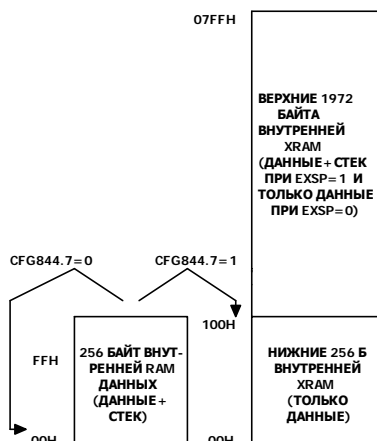 07FFH
ВЕРХНИЕ 1972
БАЙТА
ВНУТРЕННЕЙ
XRAM
(ДАННЫЕ+ СТЕК
ПРИ EXSP= 1 И
ТОЛЬКО ДАННЫЕ
ПРИ EXSP=0)
CFG844.7=0
CFG844.7=1
100H
FFH
256 БАЙТ ВНУТ-
РЕННЕЙ RAM
ДАННЫХ
(ДАННЫЕ +
СТЕК)
НИЖНИЕ 256 Б
ВНУТРЕННЕЙ
XRAM
(ТОЛЬКО
ДАННЫЕ)
00H
00H